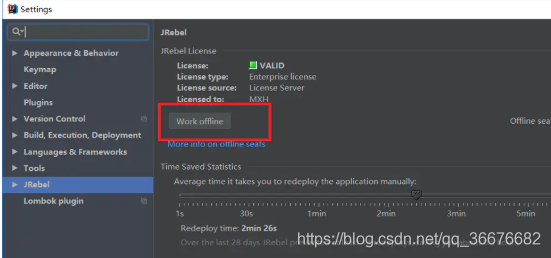 Settings
JRebel
JRebel License
License: VALID
License type: Enterprise license
License source: License Server
Licensed to: MXH
Work offline
Offline sea
More info on offline seats
Time Saved Statistics
Average time it takes you to redeploy the application manually:
1s 30s 1min 2min 3min 5min
Redeploy time: 2min 26s
Over the last 28 days JRebel
Appearance & Behavior
Keymap
Editor
Plugins
Version Control
Build, Execution, Deployment
Languages & Frameworks
Tools
JRebel
Lombok plugin
https://blog.csdn.net/qq_36676682